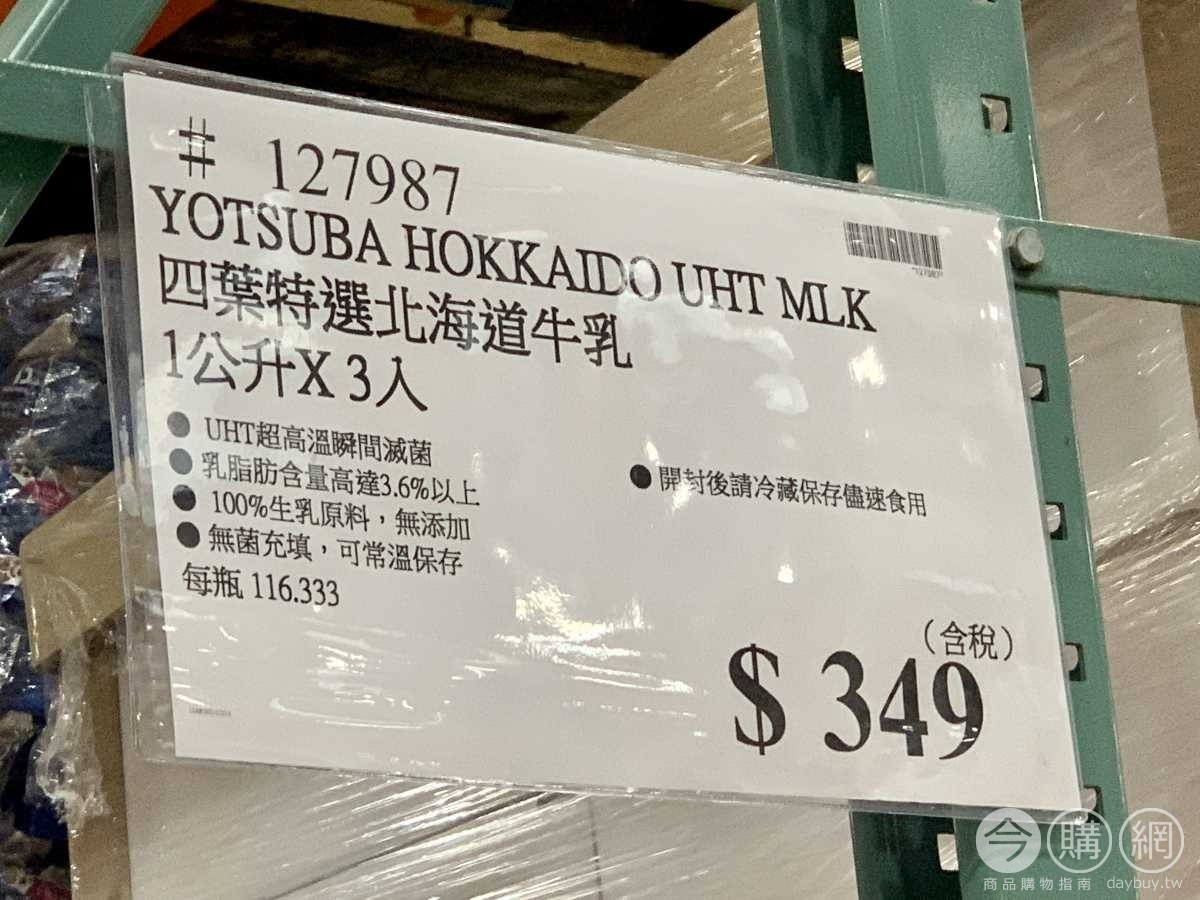 # 127987
YOTSUBA HOKKAIDO UHT MLK
四葉特選北海道牛乳
1公升X 3入
● UHT超高溫瞬間滅菌
● 乳脂肪含量高達3.6%以上
● 100%生乳原料，無添加
● 無菌充填，可常溫保存
每瓶 116.333
● 開封後請冷藏保存儘速食用
（含稅）
$ 349
*127987*
今購網
商品購物指南 daybuy.tw